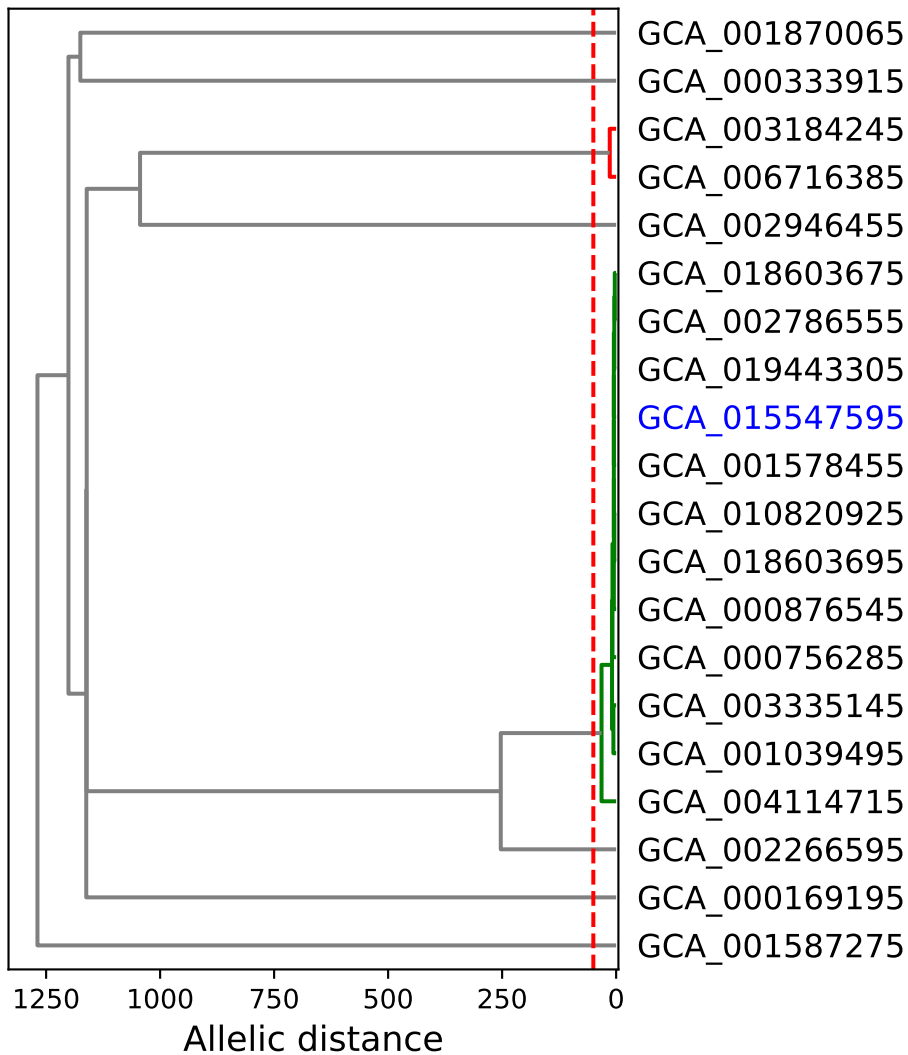 GCA_001870065
GCA_000333915
GCA_003184245
GCA_006716385
GCA_002946455
GCA_018603675
GCA_002786555
GCA_019443305
GCA_015547595
GCA_001578455
GCA_010820925
GCA_018603695
GCA_000876545
GCA_000756285
GCA_003335145
GCA_001039495
GCA_004114715
GCA_002266595
GCA_000169195
GCA_001587275
1250 1000 750 500 250 0
Allelic distance